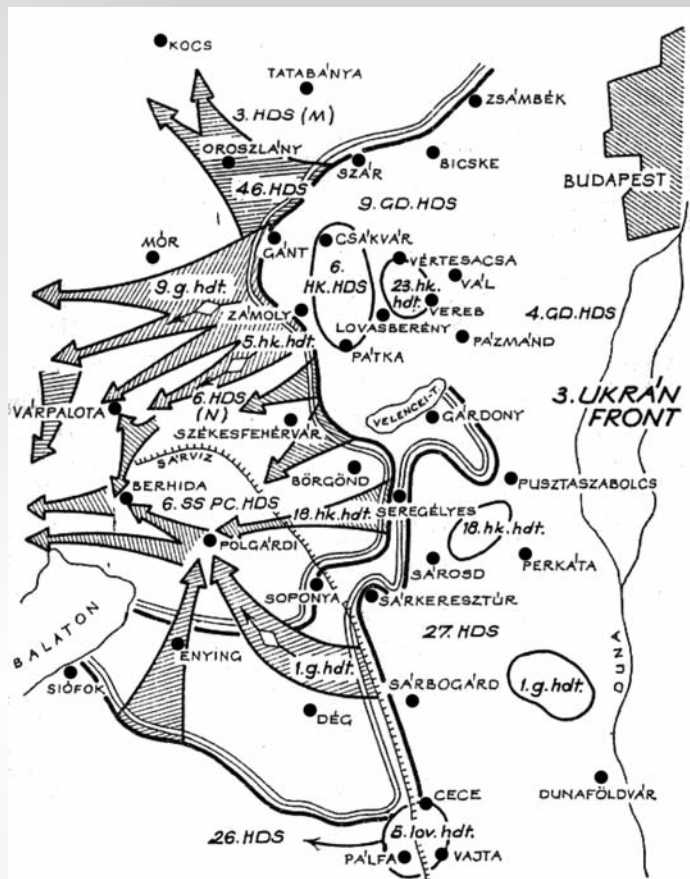 KOCS
TATABÁNYA
ZSÁMBÉK
3. HDS (M)
OROSZLÁNY
SZÁR
BICSKE
BUDAPEST
46. HDS
9. GD. HDS
MÓR
GÁNT
CSÁKVÁR
VÉRTESACSA
VÁL
9. g. hdt.
6.
HK. HDS
23. hk.
hdt.
ZÁMOLY
VEREB
4. GD. HDS
LOVASBERÉNY
5. hk. hdt.
PÁTKA
PÁZMÁND
6. HDS
(N)
3. UKRÁN
FRONT
VÁRPALOTA
SZÉKESFEHÉRVÁR
VELENCEI-T.
GÁRDONY
SÁRVIZ
BÖRGÖND
PUSZTASZABOLCS
BERHIDA
6. SS PC. HDS
18. hk. hdt.
SEREGÉLYES
18. hk. hdt.
POLGÁRDI
SÁROSD
PERKÁTA
SOPONYA
SÁRKERESZTÚR
BALATON
27. HDS
ENYING
DUNA
SIÓFOK
1. g. hdt.
SÁRBOGÁRD
1. g. hdt.
DÉG
DUNAFÖLDVÁR
CECE
26. HDS
5. lov. hdt.
PÁLFA
VAJTA